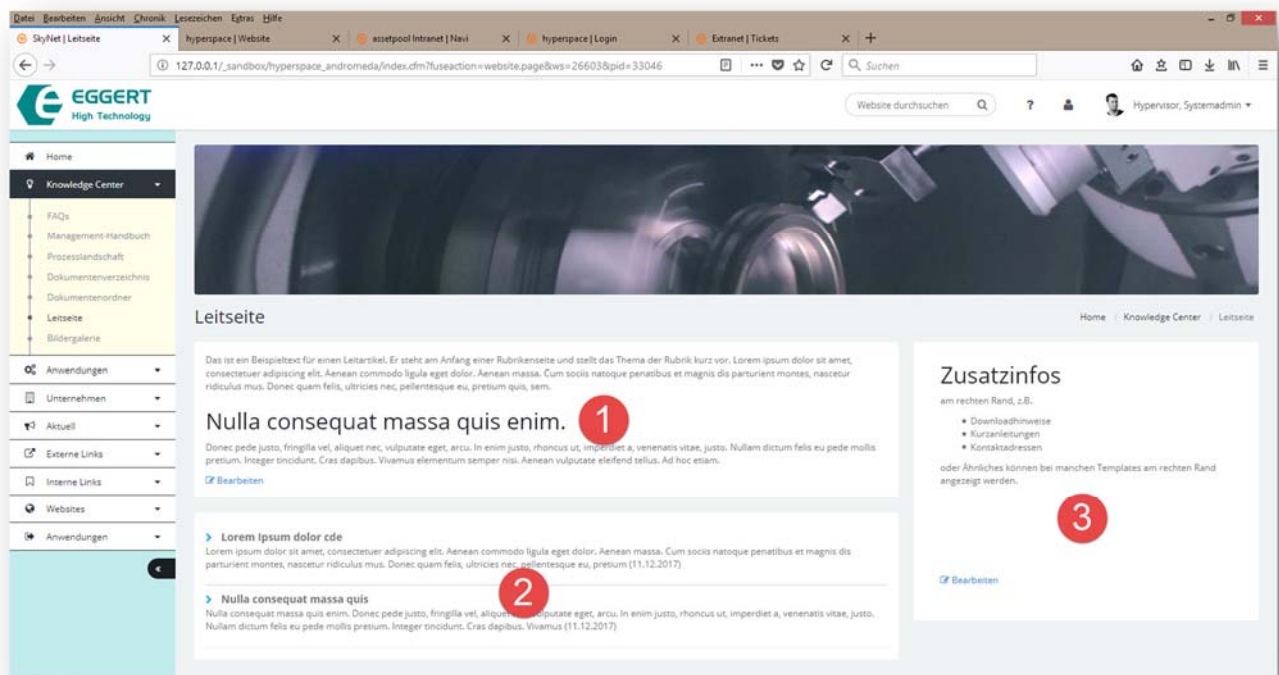 Datei Bearbeiten Ansicht Chronik Lesezeichen Extras Hilfe
SkyNet | Leitseite
hyperspace | Website
assetpool Intranet | Navi
hyperspace | Login
Extranet | Tickets
127.0.0.1/_sandbox/hyperspace_andromeda/index.cfm?fuseaction=website.page&ws=26603&pid=33046
Suchen
EGGERT
High Technology
Website durchsuchen
?
Hypervisor, Systemadmin
Home
Knowledge Center
FAQs
Management-Handbuch
Prozesslandschaft
Dokumentenverzeichnis
Dokumentenordner
Leitseite
Bildergalerie
Anwendungen
Unternehmen
Aktuell
Externe Links
Interne Links
Websites
Anwendungen
Leitseite
Home / Knowledge Center / Leitseite
Das ist ein Beispieltext für einen Leitartikel. Er steht am Anfang einer Rubrikenseite und stellt das Thema der Rubrik kurz vor. Lorem ipsum dolor sit amet,
consectetuer adipiscing elit. Aenean commodo ligula eget dolor. Aenean massa. Cum sociis natoque penatibus et magnis dis parturient montes, nascetur
ridiculus mus. Donec quam felis, ultricies nec, pellentesque eu, pretium quis, sem.
Nulla consequat massa quis enim.
1
Donec pede justo, fringilla vel, aliquet nec, vulputate eget, arcu. In enim justo, rhoncus ut, imperdiet a, venenatis vitae, justo. Nullam dictum felis eu pede mollis
pretium. Integer tincidunt. Cras dapibus. Vivamus elementum semper nisi. Aenean vulputate eleifend tellus. Ad hoc etiam.
Bearbeiten
Lorem Ipsum dolor cde
Lorem ipsum dolor sit amet, consectetuer adipiscing elit. Aenean commodo ligula eget dolor. Aenean massa. Cum sociis natoque penatibus et magnis dis
parturient montes, nascetur ridiculus mus. Donec quam felis, ultricies nec, pellentesque eu, pretium (11.12.2017)
2
Nulla consequat massa quis
Nulla consequat massa quis enim. Donec pede justo, fringilla vel, eget, arcu. In enim justo, rhoncus ut, imperdiet a, venenatis vitae, justo.
Nullam dictum felis eu pede mollis pretium. Integer tincidunt. Cras dapibus. Vivamus (11.12.2017)
Zusatzinfos
am rechten Rand, z.B.
Downloadhinweise
Kurzanleitungen
Kontaktadressen
oder Ähnliches können bei manchen Templates am rechten Rand
angezeigt werden.
3
Bearbeiten